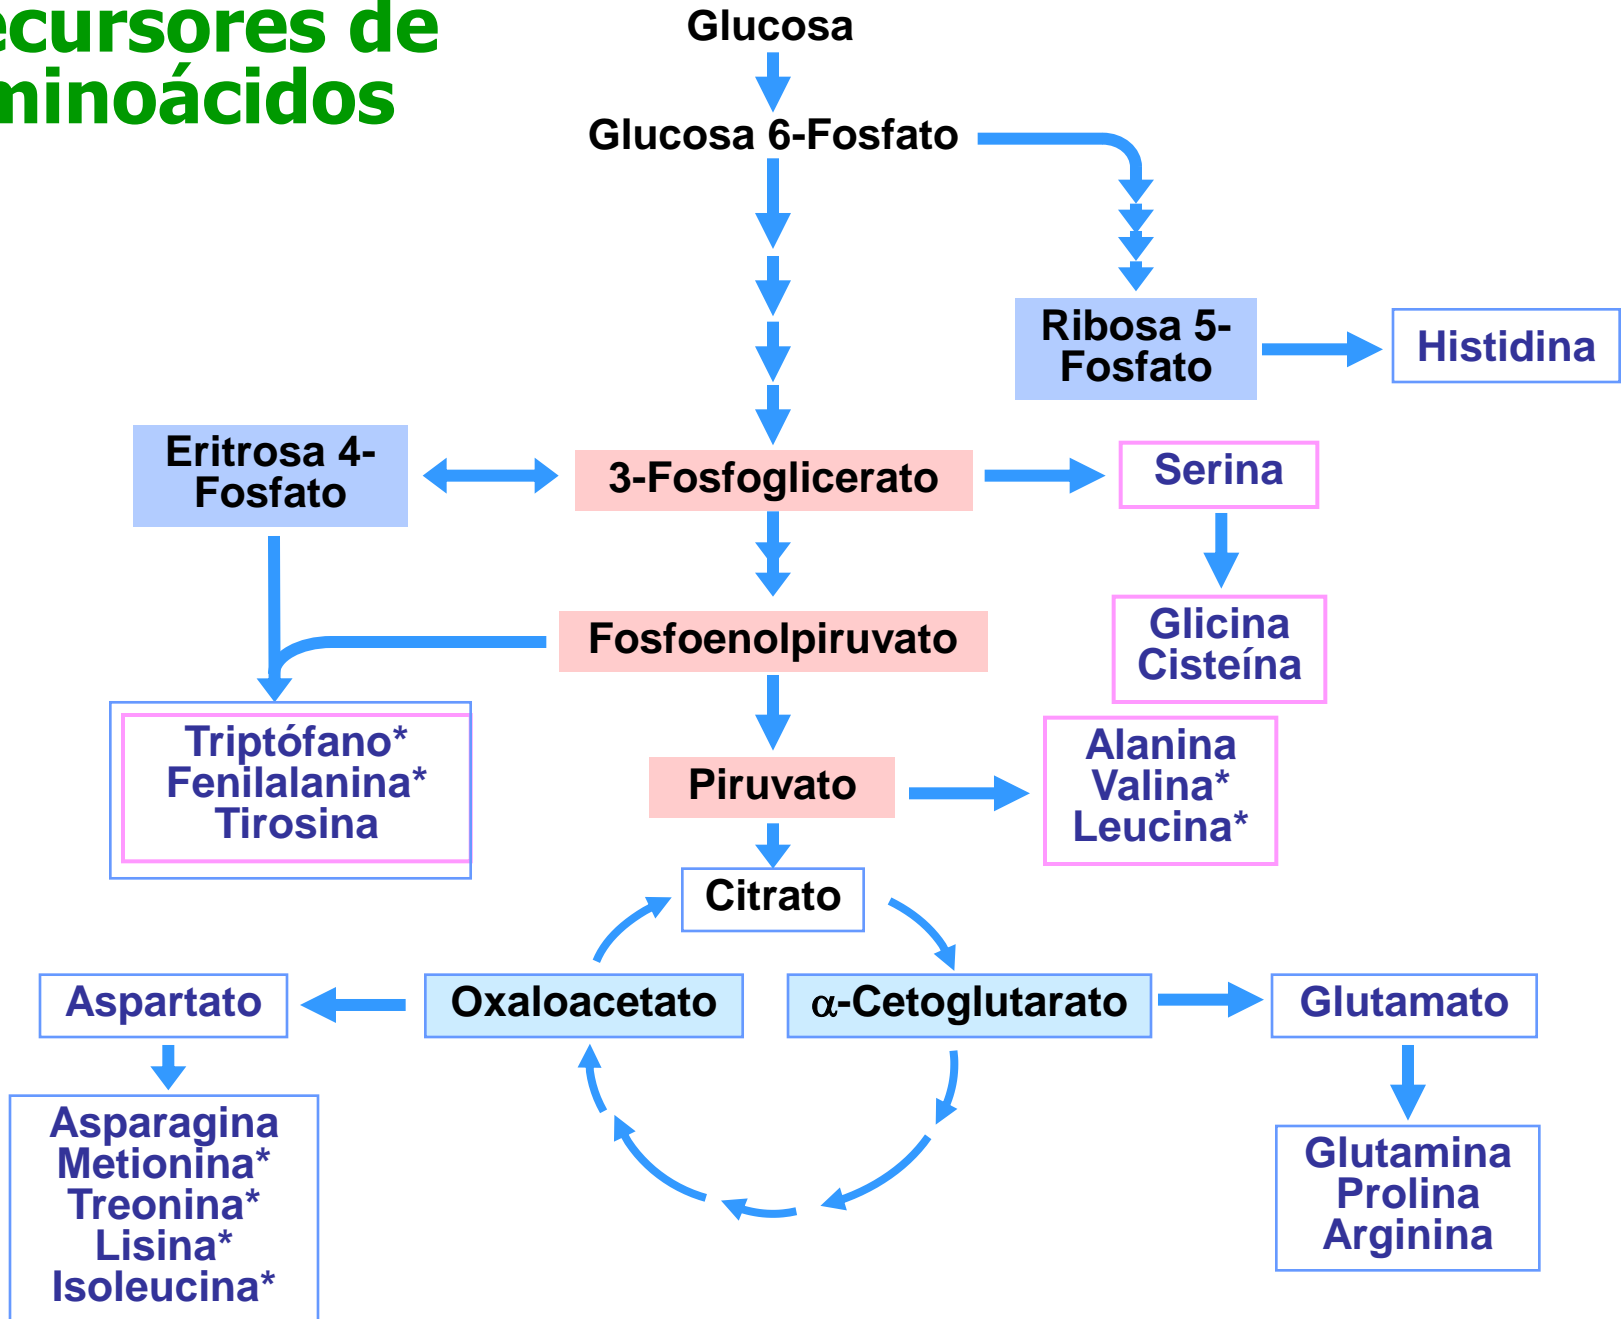 ecursores de
minoácidos
Glucosa
Glucosa 6-Fosfato
Ribosa 5-
Fosfato
Histidina
Eritrosa 4-
Fosfato
3-Fosfoglicerato
Serina
Glicina
Cisteína
Fosfoenolpiruvato
Triptófano*
Fenilalanina*
Tirosina
Piruvato
Alanina
Valina*
Leucina*
Citrato
Aspartato
Oxaloacetato
α-Cetoglutarato
Glutamato
Asparagina
Metionina*
Treonina*
Lisina*
Isoleucina*
Glutamina
Prolina
Arginina